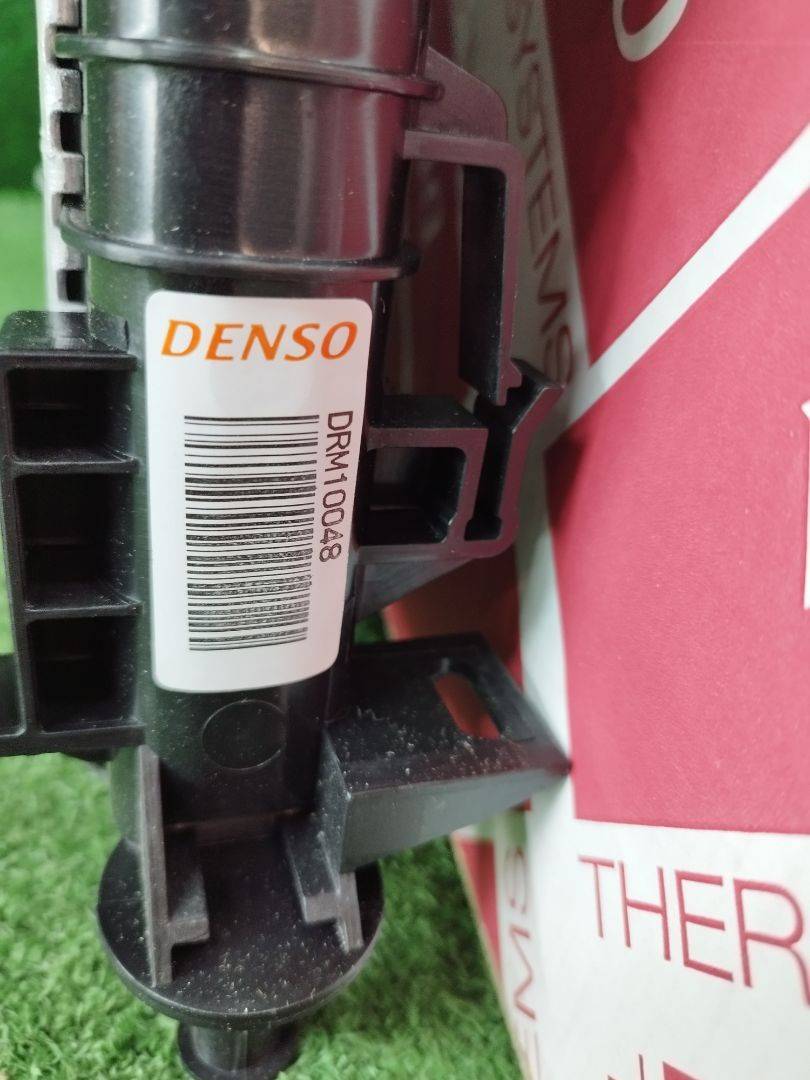 DENSO
DRM10048
SYSTEMS
THER